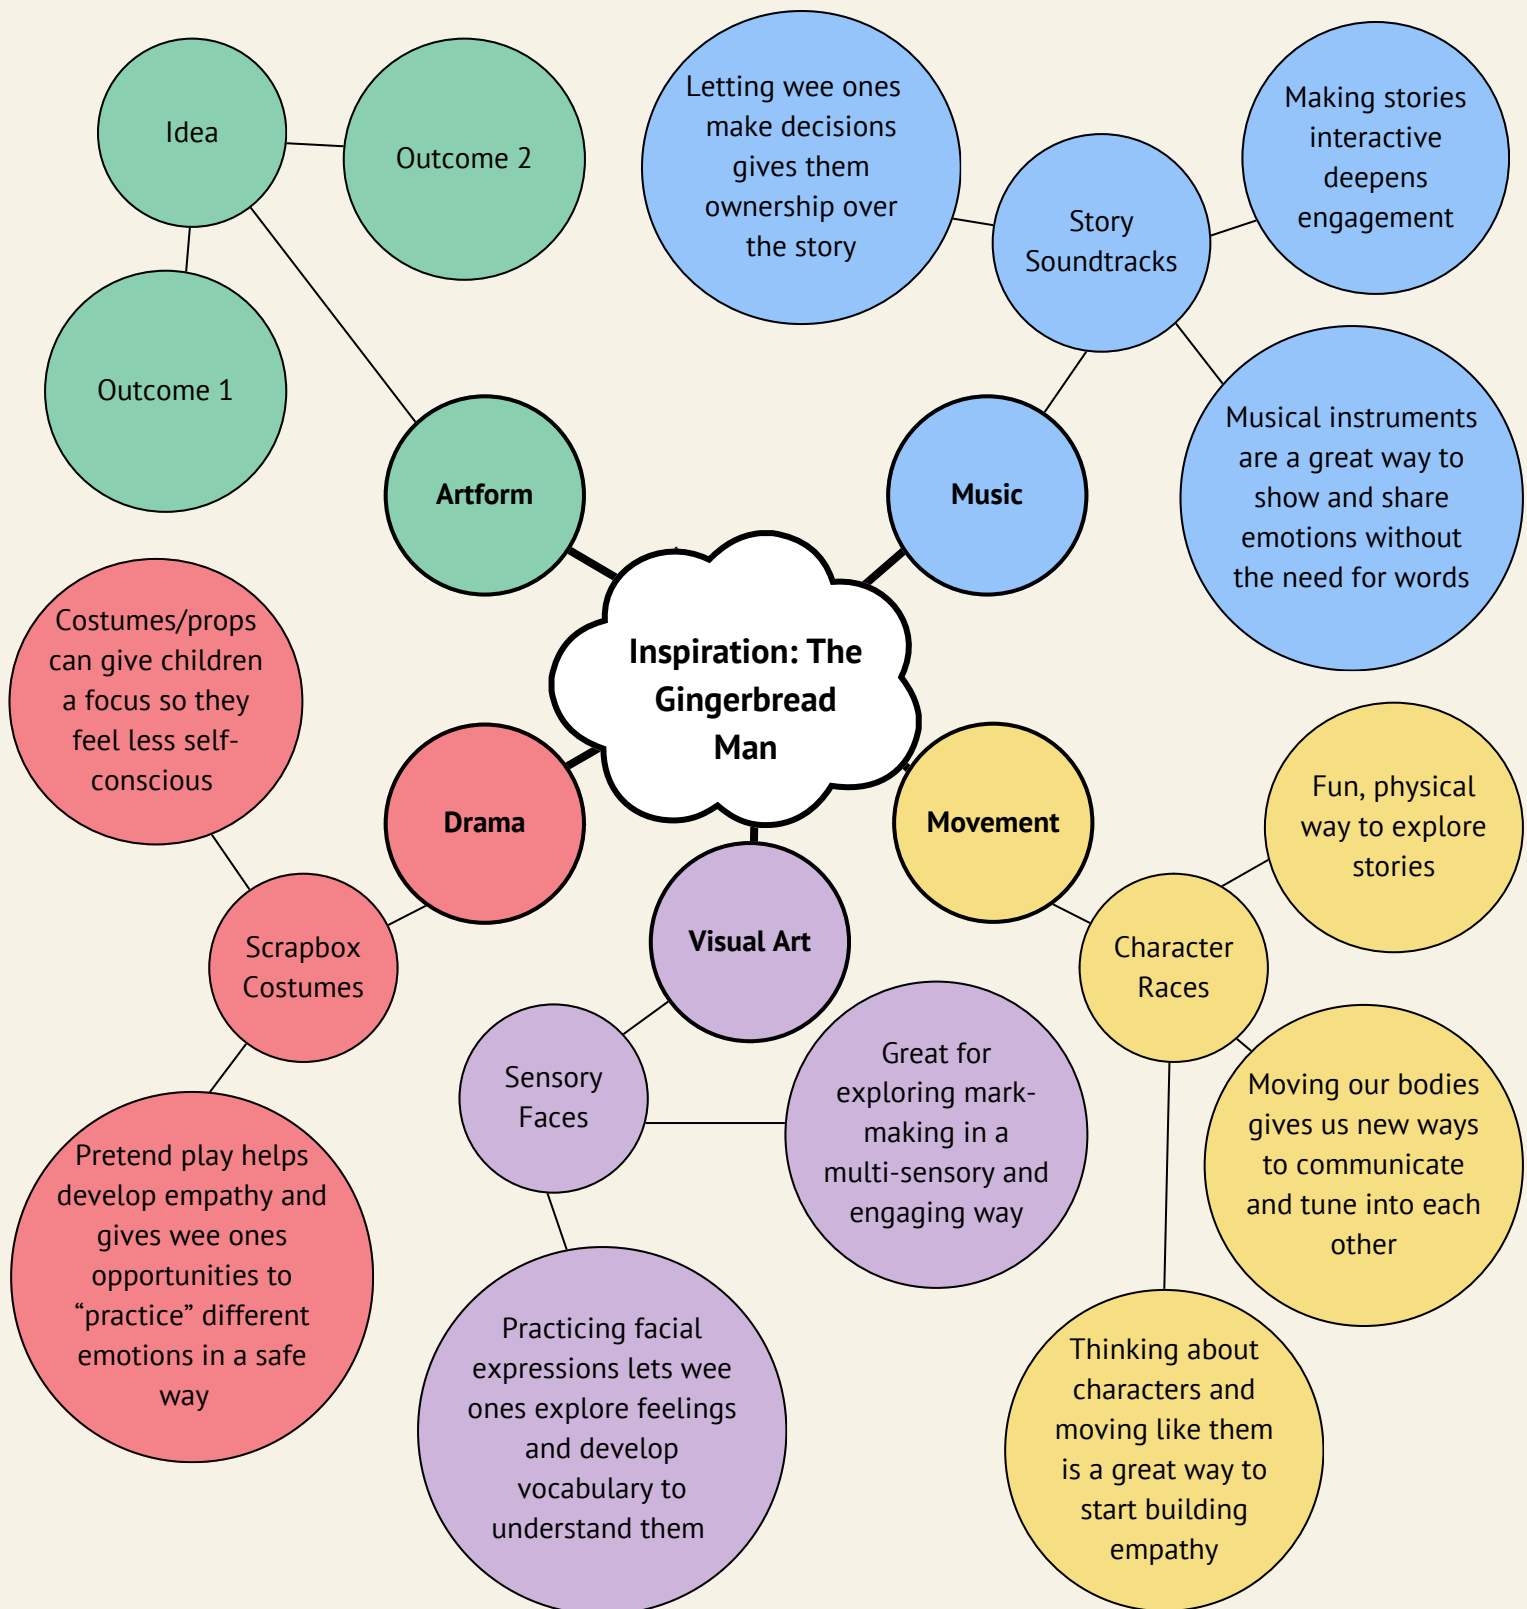 Idea
Outcome 2
Outcome 1
Artform
Letting wee ones
make decisions
gives them
ownership over
the story
Story
Soundtracks
Making stories
interactive
deepens
engagement
Musical instruments
are a great way to
show and share
emotions without
the need for words
Music
Inspiration: The
Gingerbread
Man
Costumes/props
can give children
a focus so they
feel less self-
conscious
Drama
Scrapbox
Costumes
Pretend play helps
develop empathy and
gives wee ones
opportunities to
“practice” different
emotions in a safe
way
Visual Art
Sensory
Faces
Great for
exploring mark-
making in a
multi-sensory and
engaging way
Practicing facial
expressions lets wee
ones explore feelings
and develop
vocabulary to
understand them
Movement
Character
Races
Fun, physical
way to explore
stories
Moving our bodies
gives us new ways
to communicate
and tune into each
other
Thinking about
characters and
moving like them
is a great way to
start building
empathy